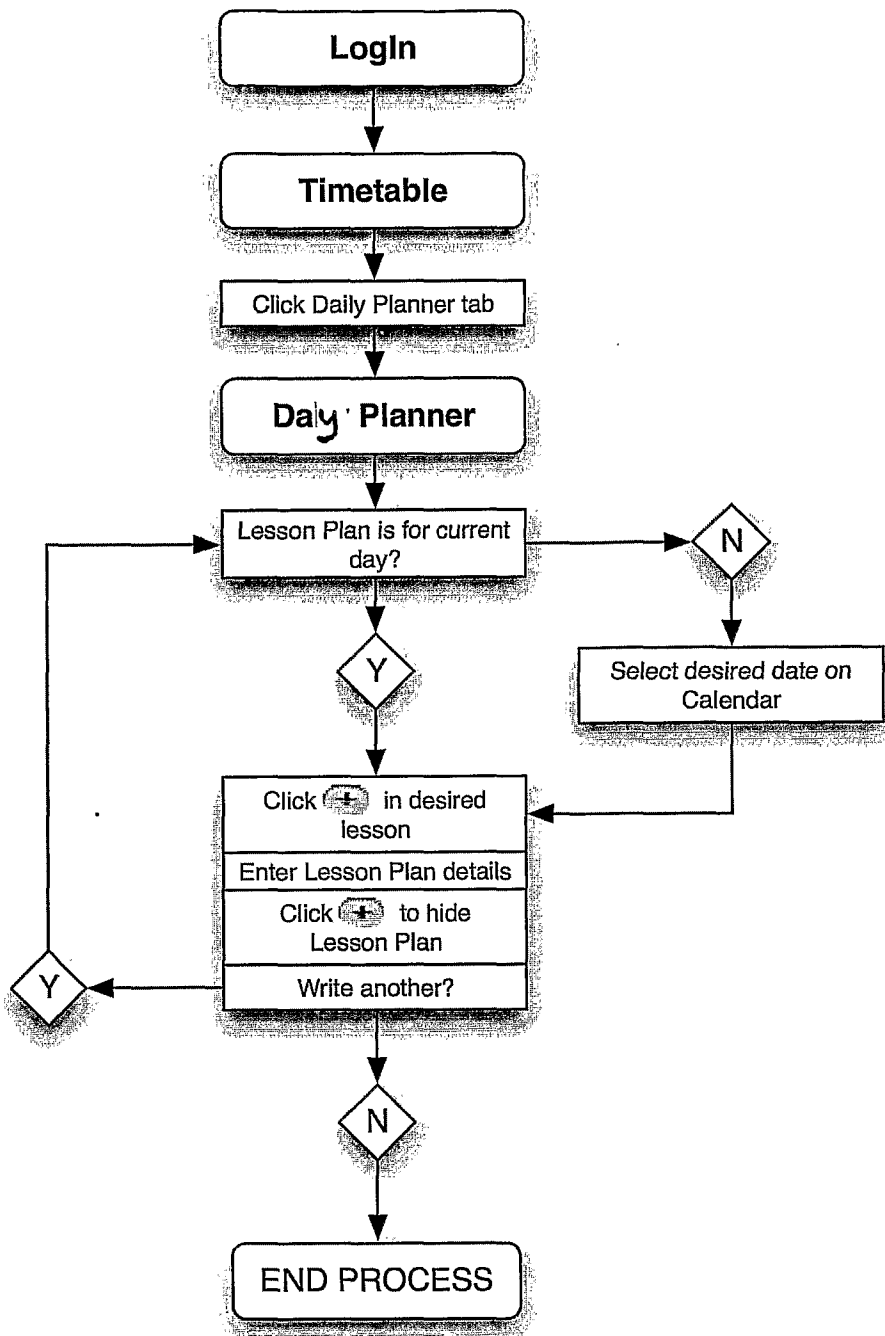 LogIn
Timetable
Click Daily Planner tab
Daly Planner
Lesson Plan is for current
day?
N
Y
Select desired date on
Calendar
Click + in desired
lesson
Enter Lesson Plan details
Click + to hide
Lesson Plan
Write another?
Y
N
END PROCESS